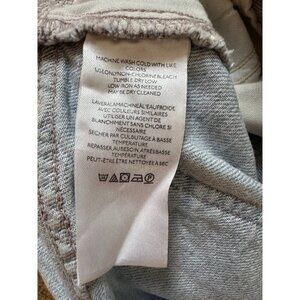 MACHINE WASH COLD WITH LIKE
COLORS
USE ONLY NON-CHLORINE BLEACH
TUMBLE DRY LOW
LOW IRON AS NEEDED
MAY BE DRY CLEANED
LAVER A LA MACHINE A L'EAU FROIDE
AVEC COULEURS SIMILAIRES
UTILISER UN AGENT DE
BLANCHIMENT SANS CHLORE SI
NÉCESSAIRE
SECHER PAR CULBUTAGE A BASSE
TEMPÉRATURE
REPASSER AU BESOIN A TRES BASSE
TEMPÉRATURE
PEUT-ÊTRE NETTOYÉ A SEC